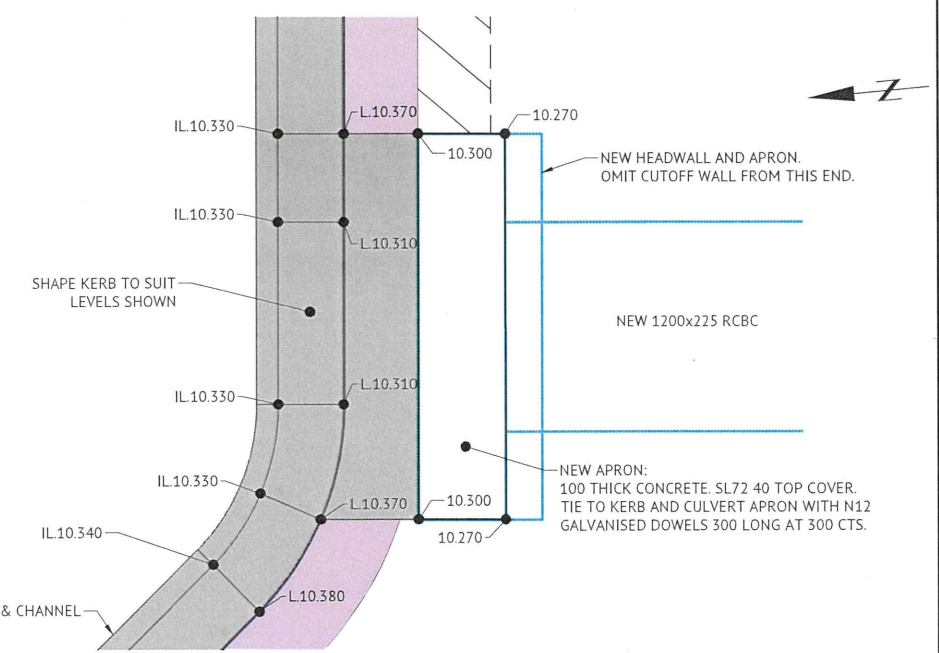 IL.10.330
L.10.370
10.300
10.270
N
NEW HEADWALL AND APRON.
OMIT CUTOFF WALL FROM THIS END.
IL.10.330
L.10.310
SHAPE KERB TO SUIT
LEVELS SHOWN
NEW 1200x225 RCBC
IL.10.330
L.10.310
IL.10.330
L.10.370
10.300
10.270
NEW APRON:
100 THICK CONCRETE. SL72 40 TOP COVER.
TIE TO KERB AND CULVERT APRON WITH N12
GALVANISED DOWELS 300 LONG AT 300 CTS.
IL.10.340
L.10.380
& CHANNEL